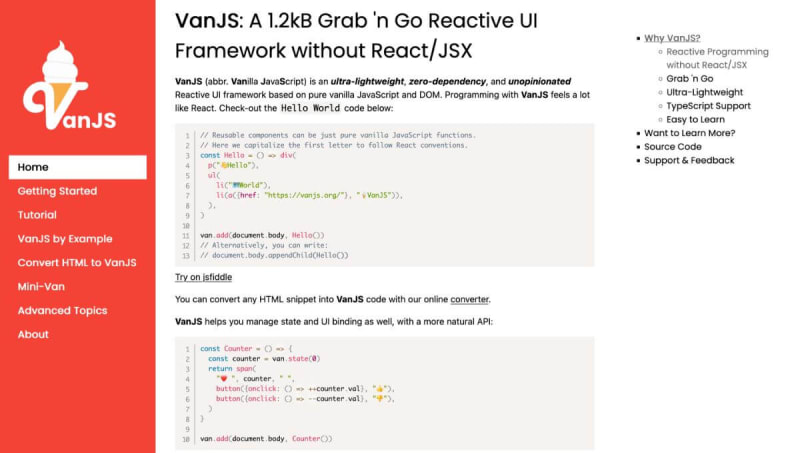 VanJS
Home
Getting Started
Tutorial
VanJS by Example
Convert HTML to VanJS
Mini-Van
Advanced Topics
About
VanJS: A 1.2kB Grab 'n Go Reactive UI
Framework without React/JSX
VanJS (abbr. Vanilla JavaScript) is an ultra-lightweight, zero-dependency, and unopinionated
Reactive UI framework based on pure vanilla JavaScript and DOM. Programming with VanJS feels a lot
like React. Check-out the Hello World code below:
1 // Reusable components can be just pure vanilla JavaScript functions.
2 // Here we capitalize the first letter to follow React conventions.
3 const Hello = () => div(
4   p("👋Hello"),
5   ul(
6     li("🗺️World"),
7     li(a({href: "https://vanjs.org/"}, "🍦VanJS")),
8   ),
9 )
10
11 van.add(document.body, Hello())
12 // Alternatively, you can write:
13 // document.body.appendChild(Hello())
Try on jsfiddle
You can convert any HTML snippet into VanJS code with our online converter.
VanJS helps you manage state and UI binding as well, with a more natural API:
1 const Counter = () => {
2   const counter = van.state(0)
3   return span(
4     "❤️ ", counter, " ",
5     button({onclick: () => ++counter.val}, "👍"),
6     button({onclick: () => --counter.val}, "👎"),
7   )
8 }
9
10 van.add(document.body, Counter())
Why VanJS?
Reactive Programming
without React/JSX
Grab 'n Go
Ultra-Lightweight
TypeScript Support
Easy to Learn
Want to Learn More?
Source Code
Support & Feedback